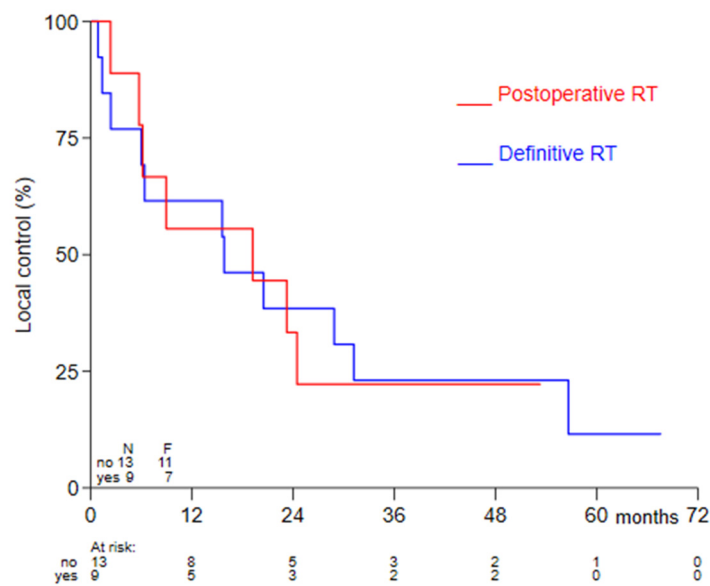 100
75
50
25
0
Local control (%)
Postoperative RT
Definitive RT
N F
no 13 11
yes 9 7
0 12 24 36 48 60 months 72
At risk:
no 13 8 5 3 2 1 0
yes 9 5 3 2 2 0 0